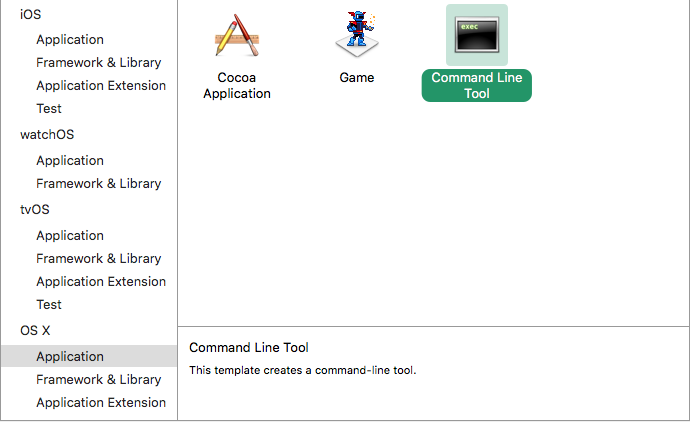 iOS
Application
Framework & Library
Application Extension
Test
watchOS
Application
Framework & Library
tvOS
Application
Framework & Library
Application Extension
Test
OS X
Application
Framework & Library
Application Extension
Cocoa
Application
Game
exec
Command Line
Tool
Command Line Tool
This template creates a command-line tool.